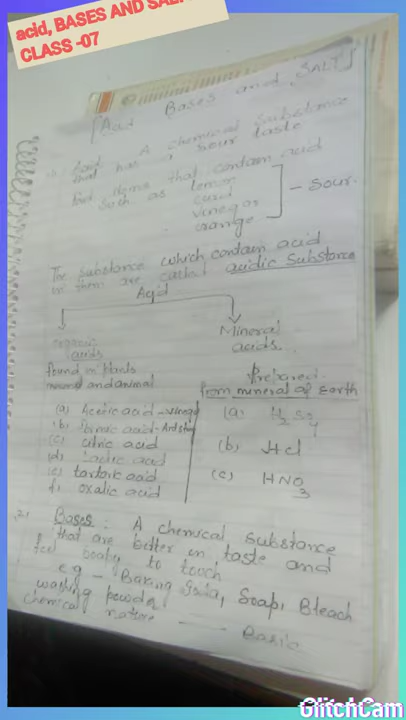 acid, BASES AND SALT
CLASS -07
Acid Bases and SALT
1. Acid A chemical Substance
that has a sour taste
And items that contain acid
such as lemon
curd
vinegar
orange
- Sour.
The substance which contain acid
in them are called acidic Substance
Acid
organic
acids
found in plants
and animal
(a) Acetic acid - vinegar
(b) formic acid - Ant sting
(c) citric acid
(d) Lactic acid
(e) tartaric acid
f) oxalic acid
Mineral
acids.
Prepared
from mineral of Earth
(a) H2SO4
(b) HCl
(c) HNO3
2. Bases: A chemical substance
that are bitter in taste and
feel soapy to touch
e.g - Baking Soda, Soap, Bleach
washing powder
chemical nature - Basic
GlitchCam